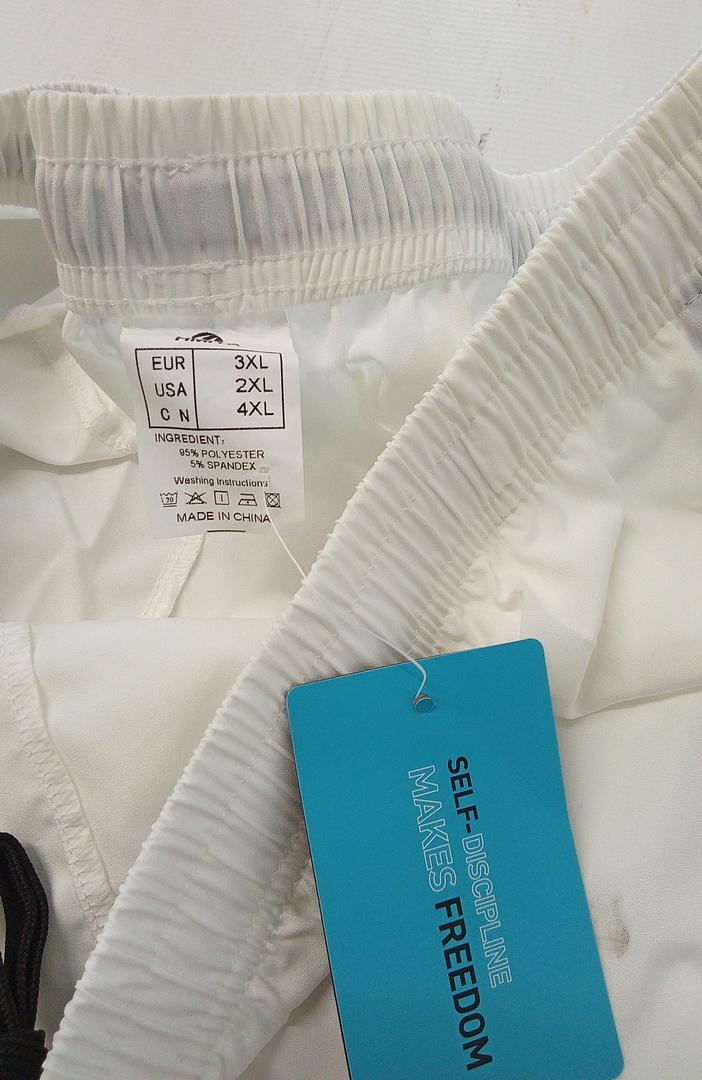 EUR 3XL
USA 2XL
C N 4XL
INGREDIENT:
95% POLYESTER
5% SPANDEX
Washing Instructions
MADE IN CHINA
SELF-DISCIPLINE
MAKES FREEDOM